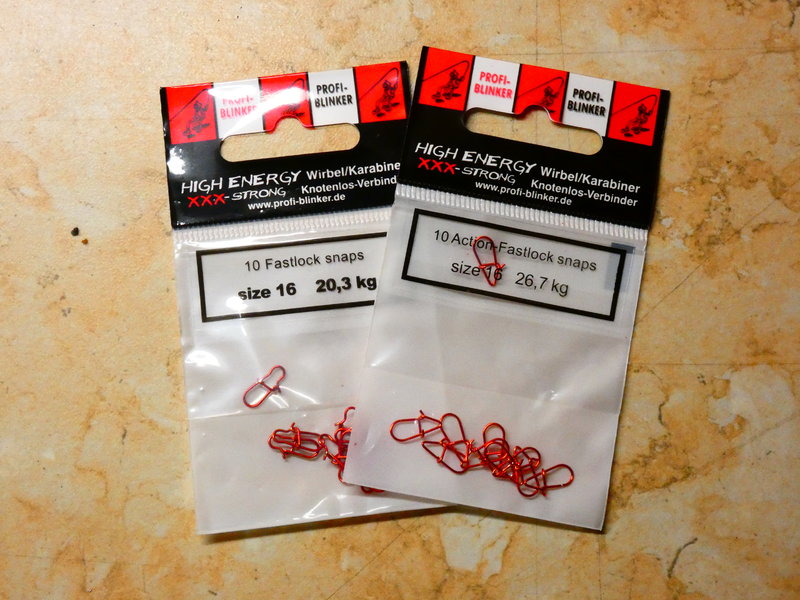 PROFI-
BLINKER
PROFI-
BLINKER
HIGH ENERGY Wirbel/Karabiner
XXX-STRONG Knotenlos-Verbinder
www.profi-blinker.de
10 Fastlock snaps
size 16 20,3 kg
PROFI-
BLINKER
PROFI-
BLINKER
HIGH ENERGY Wirbel/Karabiner
XXX-STRONG Knotenlos-Verbinder
www.profi-blinker.de
10 Action-Fastlock snaps
size 16 26,7 kg